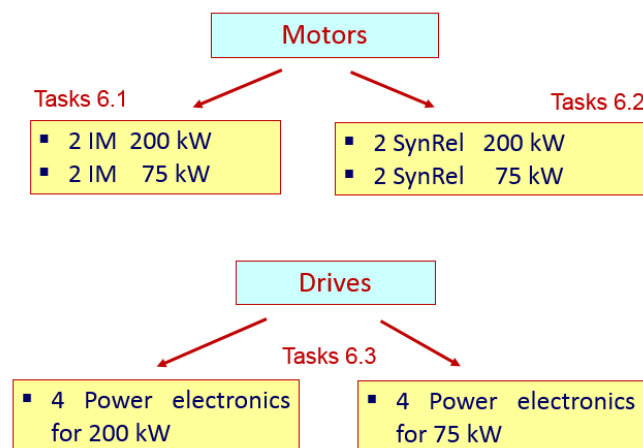 Motors
Tasks 6.1
Tasks 6.2
▪ 2 IM 200 kW
▪ 2 IM 75 kW
▪ 2 SynRel 200 kW
▪ 2 SynRel 75 kW
Drives
Tasks 6.3
▪ 4 Power electronics
for 200 kW
▪ 4 Power electronics
for 75 kW